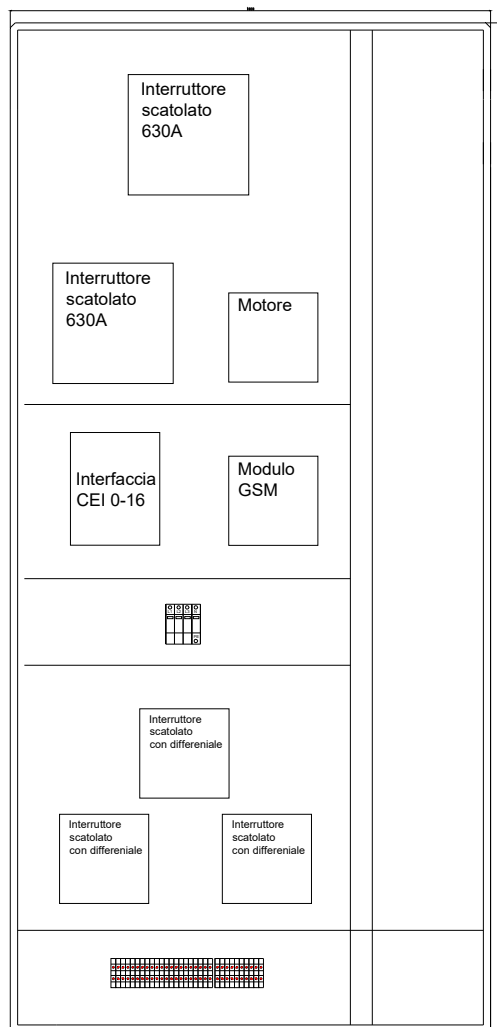 Interruttore
scatolato
630A
Interruttore
scatolato
630A
Motore
Interfaccia
CEI 0-16
Modulo
GSM
Interruttore
scatolato
con differeniale
Interruttore
scatolato
con differeniale
Interruttore
scatolato
con differeniale